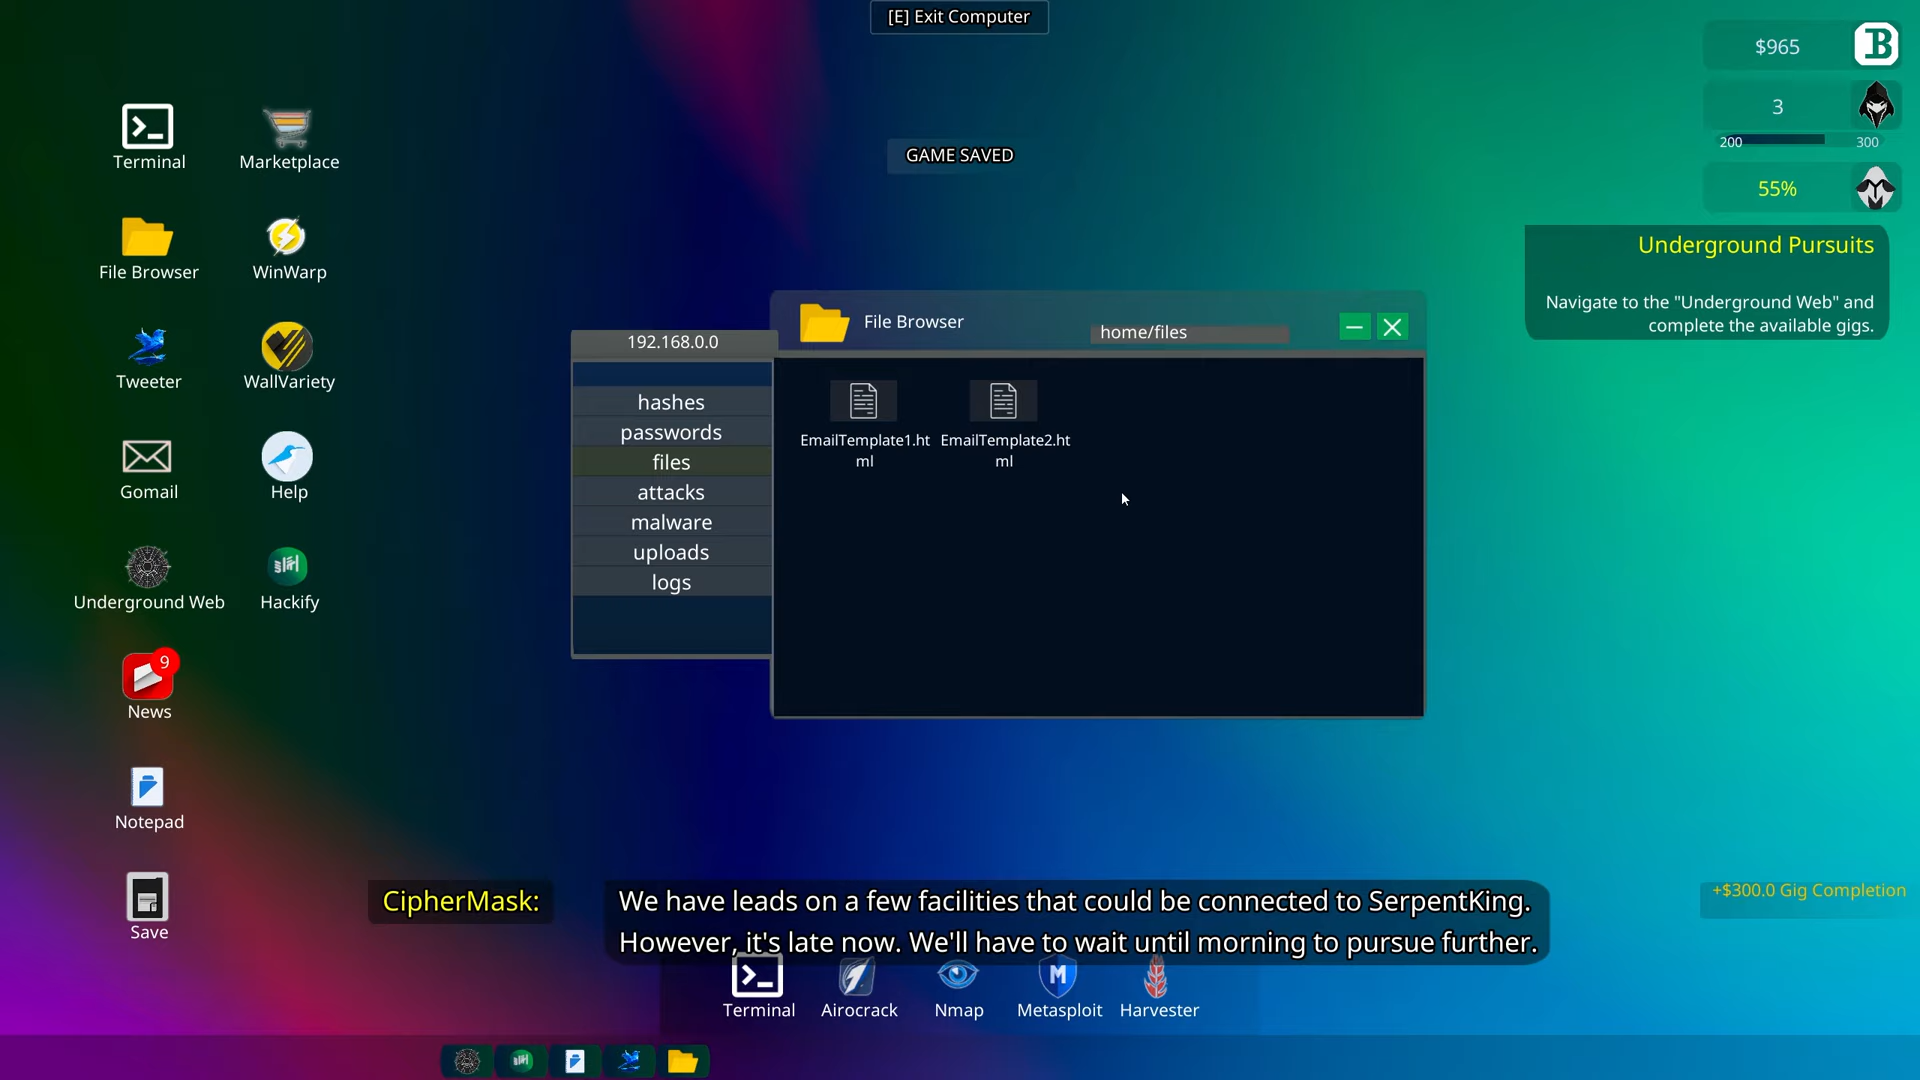 [E] Exit Computer
$965
B
3
200
300
55%
GAME SAVED
Underground Pursuits
Navigate to the "Underground Web" and
complete the available gigs.
Terminal
Marketplace
File Browser
WinWarp
Tweeter
WallVariety
Gomail
Help
Underground Web
Hackify
9
News
Notepad
Save
192.168.0.0
hashes
passwords
files
attacks
malware
uploads
logs
File Browser
home/files
EmailTemplate1.ht
ml
EmailTemplate2.ht
ml
CipherMask:
We have leads on a few facilities that could be connected to SerpentKing.
However, it's late now. We'll have to wait until morning to pursue further.
+$300.0 Gig Completion
Terminal
Airocrack
Nmap
M
Metasploit
Harvester